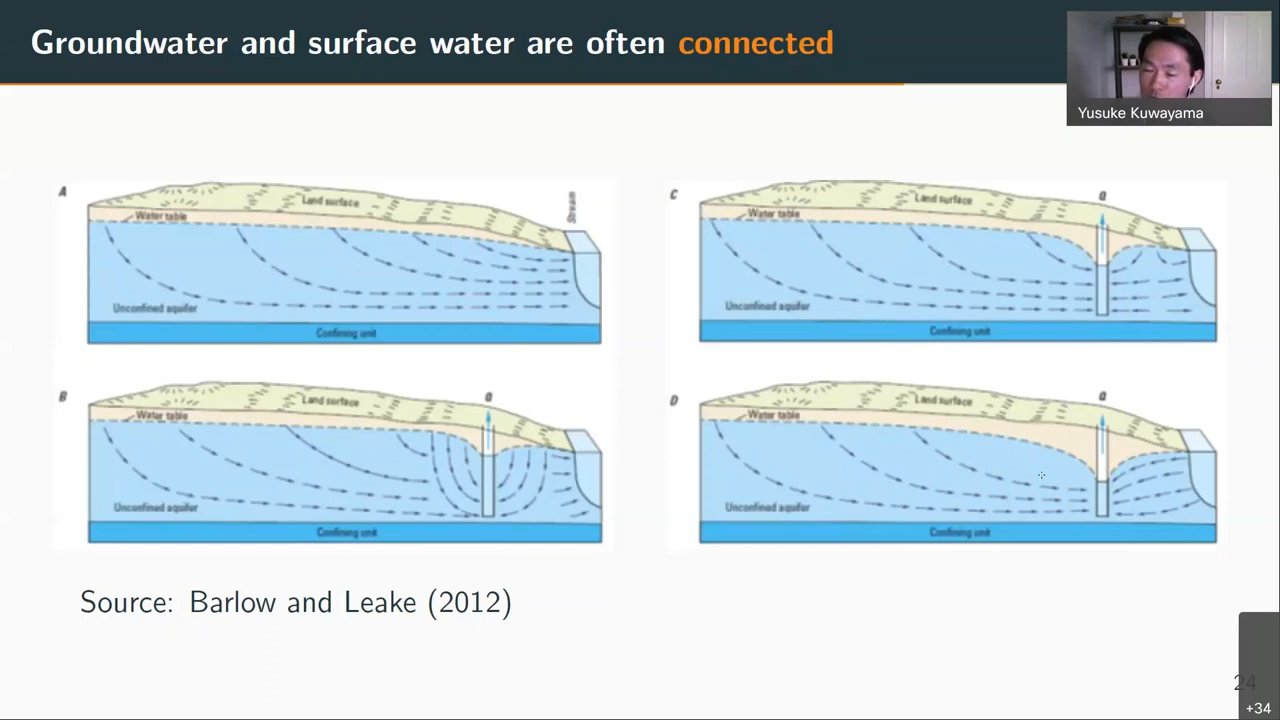 Groundwater and surface water are often connected
Yusuke Kuwayama
A
Land surface
Water table
Stream
Unconfined aquifer
Confining unit
C
Q
Land surface
Water table
Unconfined aquifer
Confining unit
B
Q
Land surface
Water table
Unconfined aquifer
Confining unit
D
Q
Land surface
Water table
Unconfined aquifer
Confining unit
Source: Barlow and Leake (2012)
24
+34